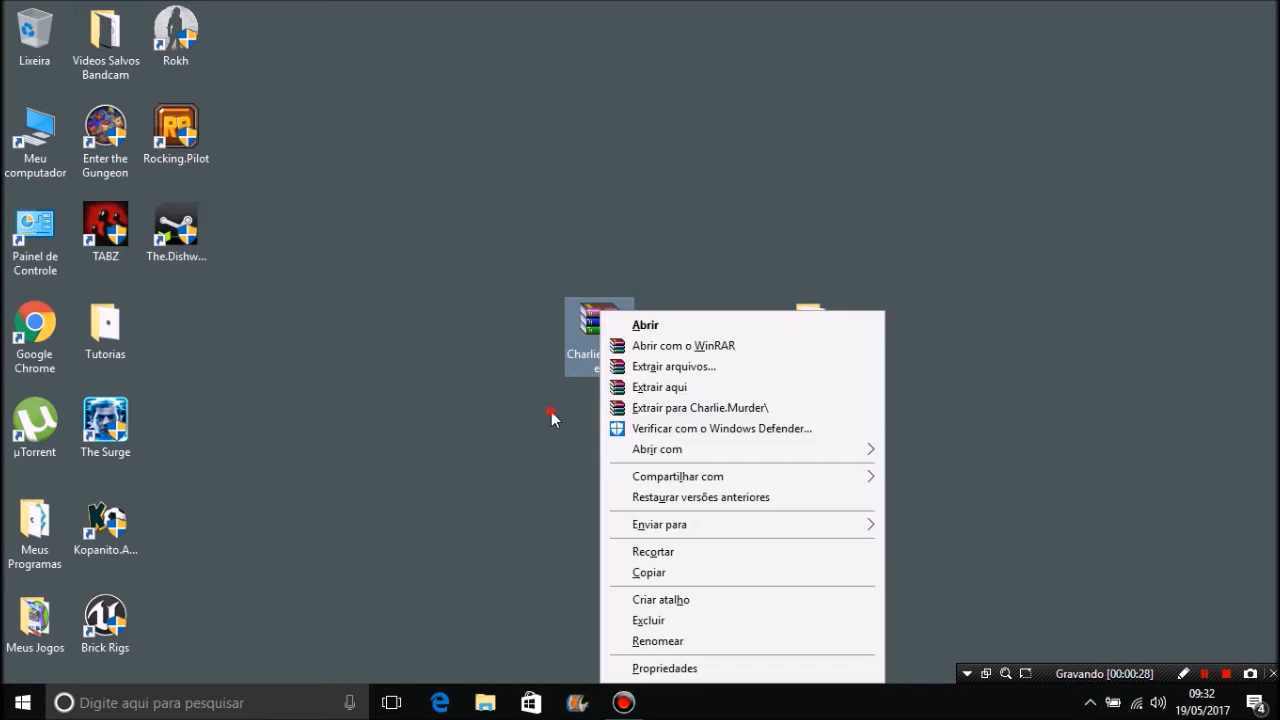 Lixeira
Videos Salvos
Bandcam
Rokh
Meu
computador
Enter the
Gungeon
Rocking.Pilot
Painel de
Controle
TABZ
The.Dishw...
Google
Chrome
Tutorias
µTorrent
The Surge
Meus
Programas
Kopanito.A...
Meus Jogos
Brick Rigs
Charlie
e
Abrir
Abrir com o WinRAR
Extrair arquivos...
Extrair aqui
Extrair para Charlie.Murder\
Verificar com o Windows Defender...
Abrir com
Compartilhar com
Restaurar versões anteriores
Enviar para
Recortar
Copiar
Criar atalho
Excluir
Renomear
Propriedades
Gravando [00:00:28]
Digite aqui para pesquisar
09:32
19/05/2017
4